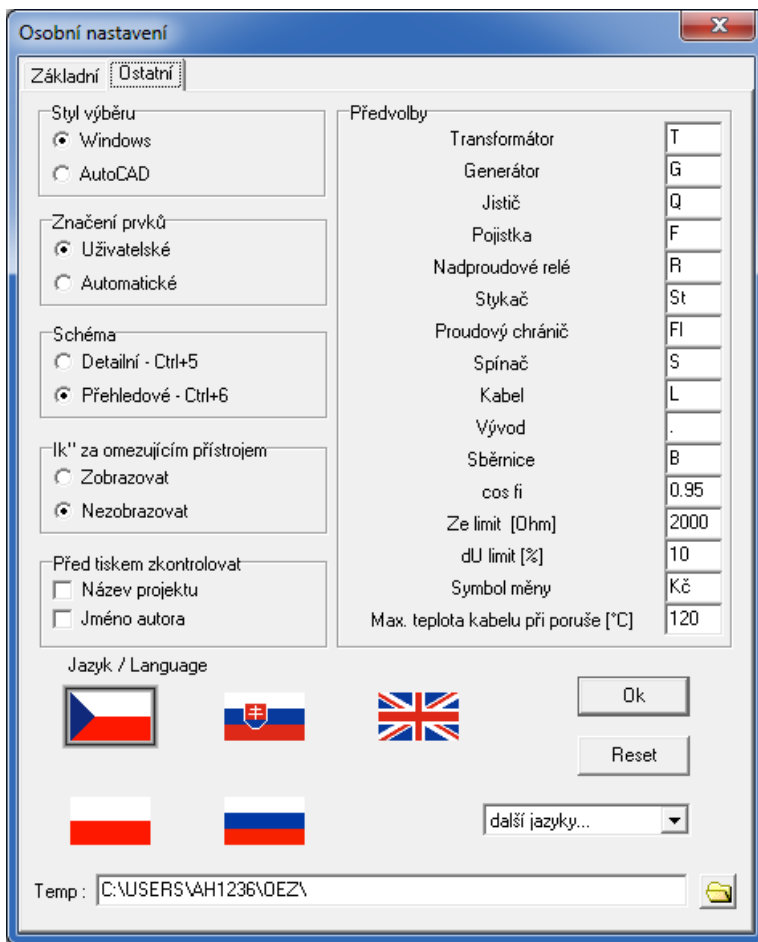 Osobní nastavení
Základní
Ostatní
Styl výběru
Windows
AutoCAD
Značení prvků
Uživatelské
Automatické
Schéma
Detailní - Ctrl+5
Přehledové - Ctrl+6
Ik'' za omezujícím přístrojem
Zobrazovat
Nezobrazovat
Před tiskem zkontrolovat
Název projektu
Jméno autora
Předvolby
Transformátor T
Generátor G
Jistič Q
Pojistka F
Nadproudové relé R
Stykač St
Proudový chránič FI
Spínač S
Kabel L
Vývod .
Sběrnice B
cos fi 0.95
Ze limit [Ohm] 2000
dU limit [%] 10
Symbol měny Kč
Max. teplota kabelu při poruše [°C] 120
Jazyk / Language
Ok
Reset
další jazyky...
Temp : C:\USERS\AH1236\OEZ\